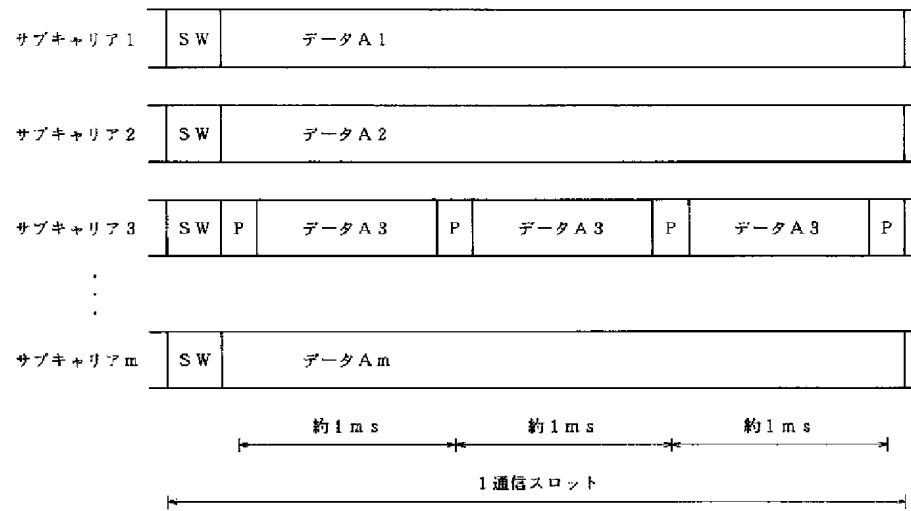 サブキャリア1 SW データA1
サブキャリア2 SW データA2
サブキャリア3 SW P データA3 P データA3 P データA3 P
サブキャリアm SW データAm
約1ms 約1ms 約1ms
1通信スロット